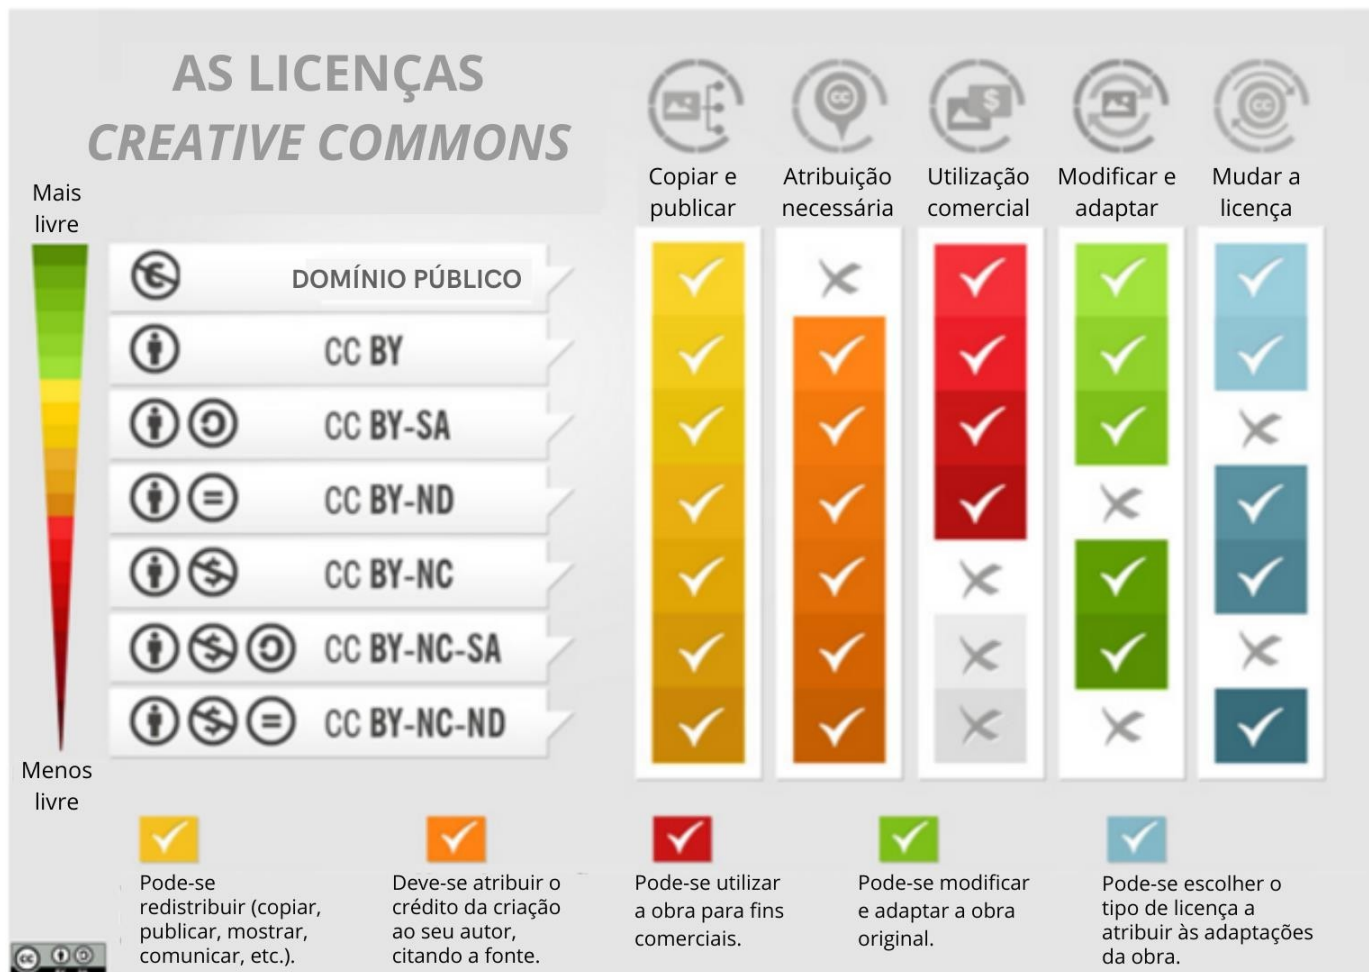 AS LICENÇAS
CREATIVE COMMONS
Mais
livre
Copiar e
publicar
Atribuição
necessária
Utilização
comercial
Modificar e
adaptar
Mudar a
licença
DOMÍNIO PÚBLICO
CC BY
CC BY-SA
CC BY-ND
CC BY-NC
CC BY-NC-SA
CC BY-NC-ND
Menos
livre
Pode-se
redistribuir (copiar,
publicar, mostrar,
comunicar, etc.).
Deve-se atribuir o
crédito da criação
ao seu autor,
citando a fonte.
Pode-se utilizar
a obra para fins
comerciais.
Pode-se modificar
e adaptar a obra
original.
Pode-se escolher o
tipo de licença a
atribuir às adaptações
da obra.
cc